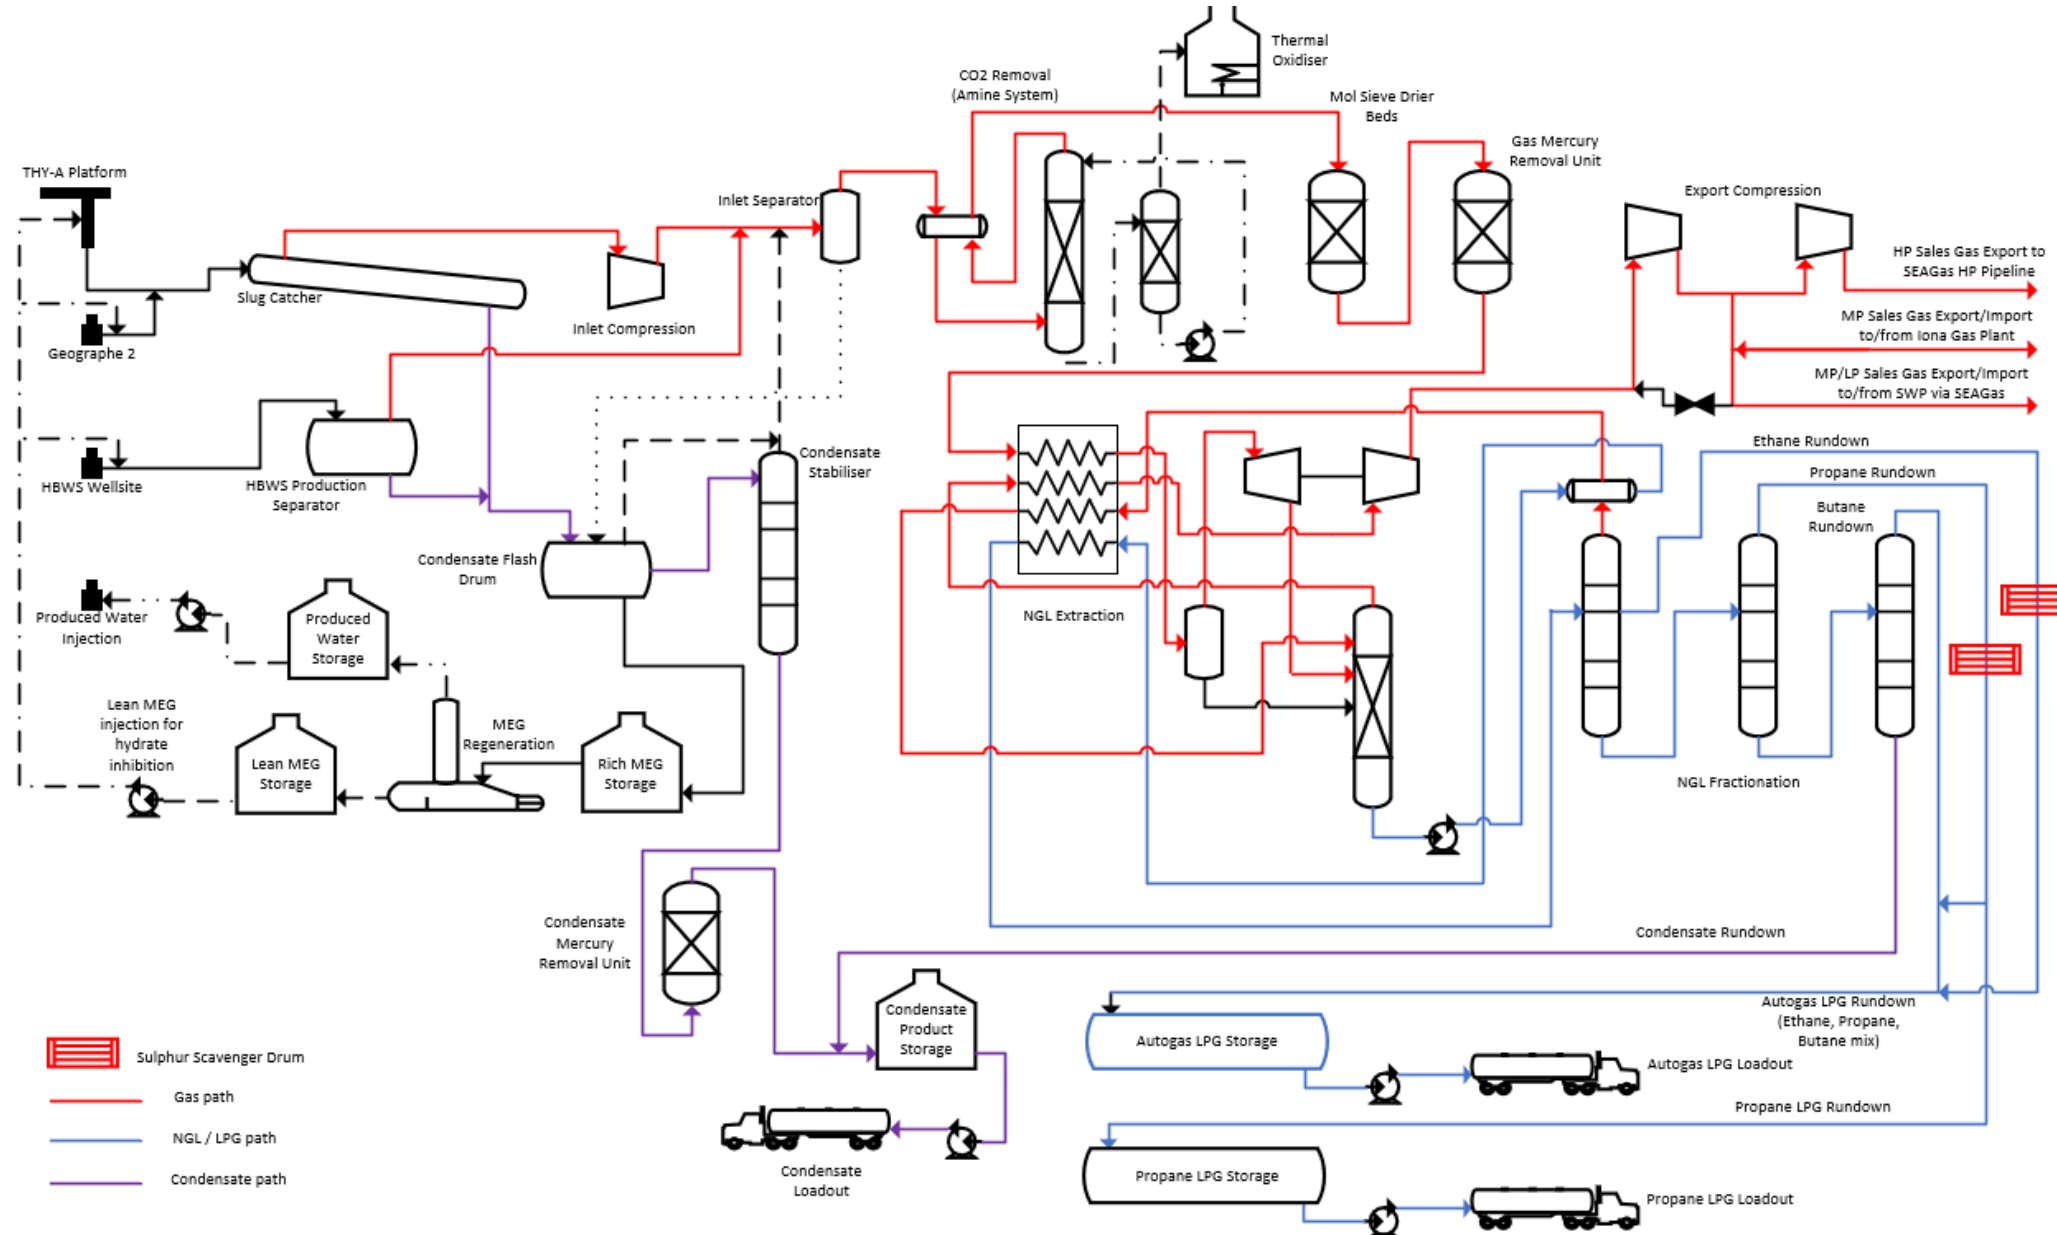 Thermal
Oxidiser
CO2 Removal
(Amine System)
Mol Sieve Drier
Beds
Gas Mercury
Removal Unit
THY-A Platform
Export Compression
Inlet Separator
HP Sales Gas Export to
SEAGas HP Pipeline
Slug Catcher
Inlet Compression
MP Sales Gas Export/Import
to/from Iona Gas Plant
Geographe 2
MP/LP Sales Gas Export/Import
to/from SWP via SEAGas
Ethane Rundown
Condensate
Stabiliser
Propane Rundown
HBWS Wellsite
HBWS Production
Separator
Butane
Rundown
Condensate Flash
Drum
Produced Water
Injection
Produced
Water
Storage
NGL Extraction
Lean MEG
injection for
hydrate
inhibition
MEG
Regeneration
Lean MEG
Storage
Rich MEG
Storage
NGL Fractionation
Condensate
Mercury
Removal Unit
Condensate Rundown
Condensate
Product
Storage
Autogas LPG Rundown
(Ethane, Propane,
Butane mix)
Autogas LPG Storage
Autogas LPG Loadout
Sulphur Scavenger Drum
Gas path
NGL / LPG path
Condensate path
Propane LPG Rundown
Condensate
Loadout
Propane LPG Storage
Propane LPG Loadout